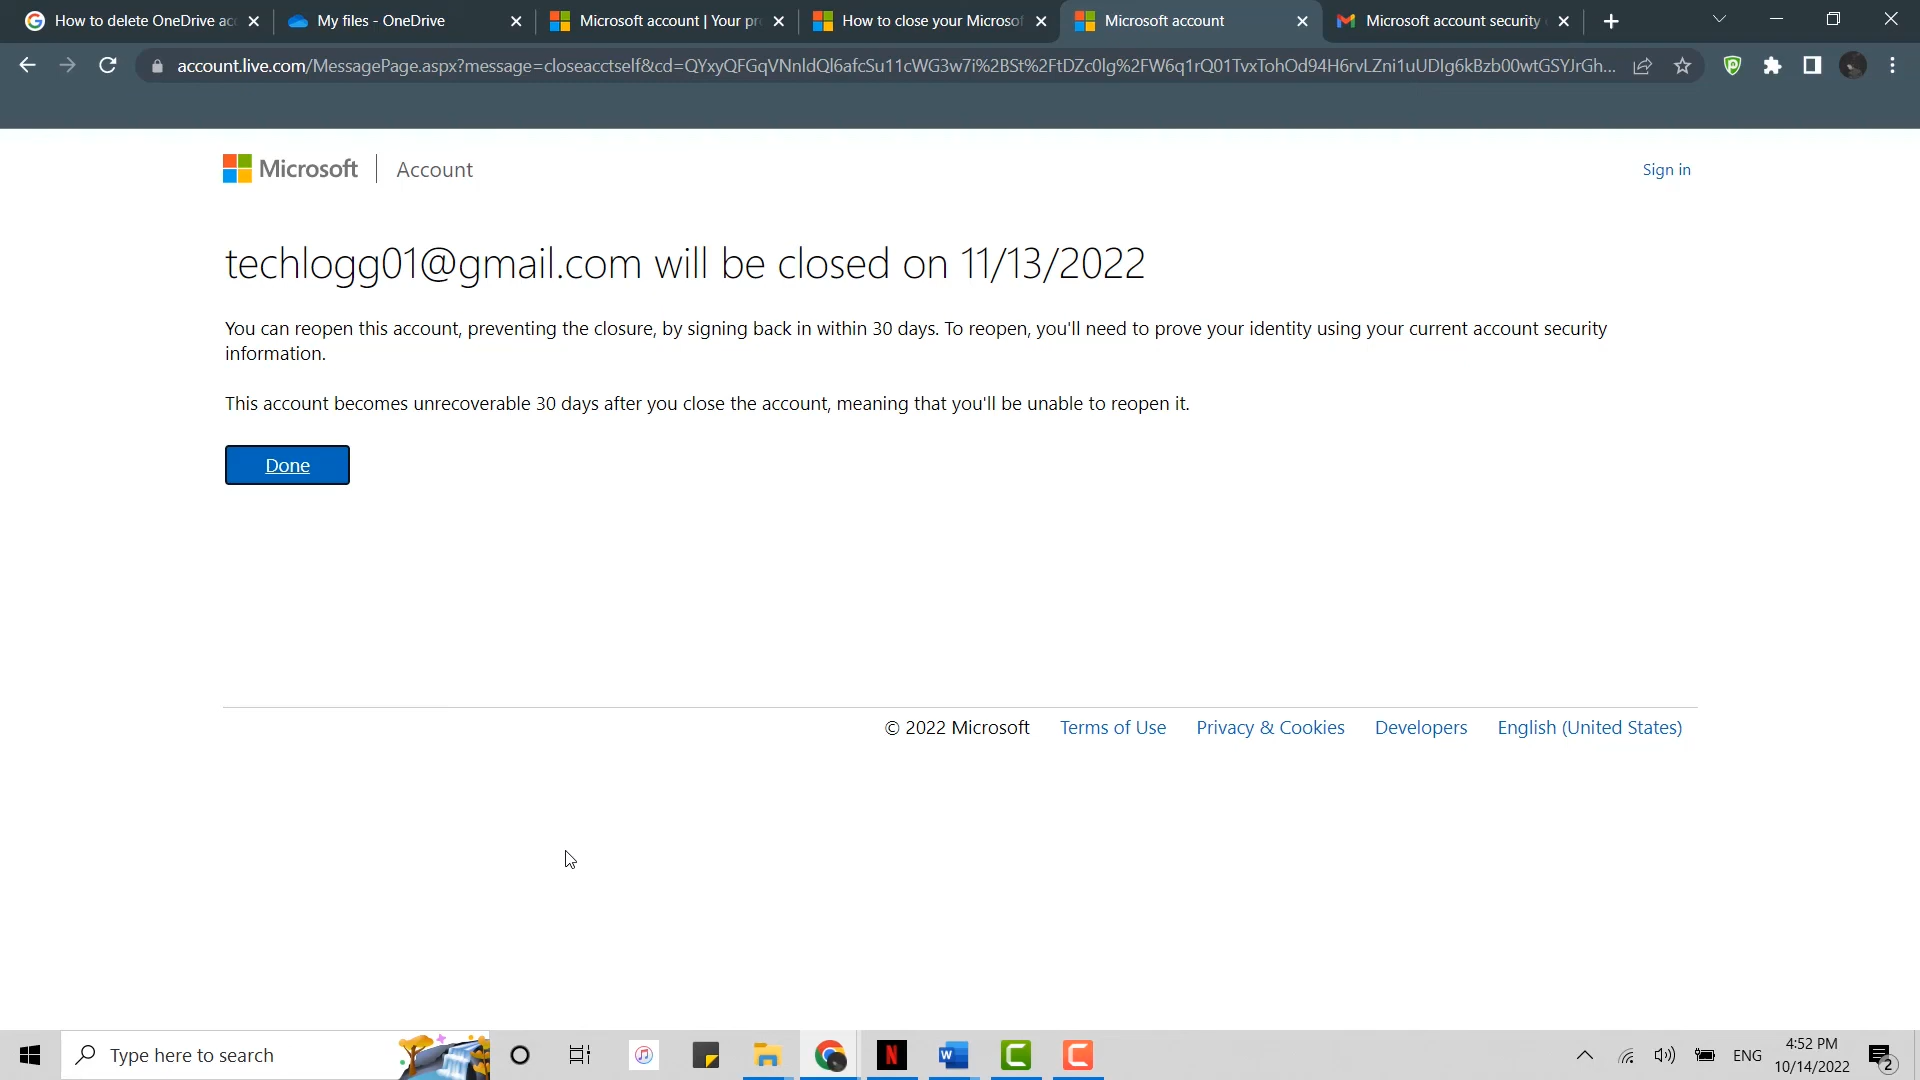 How to delete OneDrive ac
My files - OneDrive
Microsoft account | Your pr
How to close your Microsof
Microsoft account
Microsoft account security
account.live.com/MessagePage.aspx?message=closeacctself&cd=
Microsoft
Account
Sign in
techlogg01@gmail.com will be closed on 11/13/2022
You can reopen this account, preventing the closure, by signing back in within 30 days. To reopen, you'll need to prove your identity using your current account security
information.
This account becomes unrecoverable 30 days after you close the account, meaning that you'll be unable to reopen it.
Done
© 2022 Microsoft
Terms of Use
Privacy & Cookies
Developers
English (United States)
Type here to search
ENG
4:52 PM
10/14/2022
2